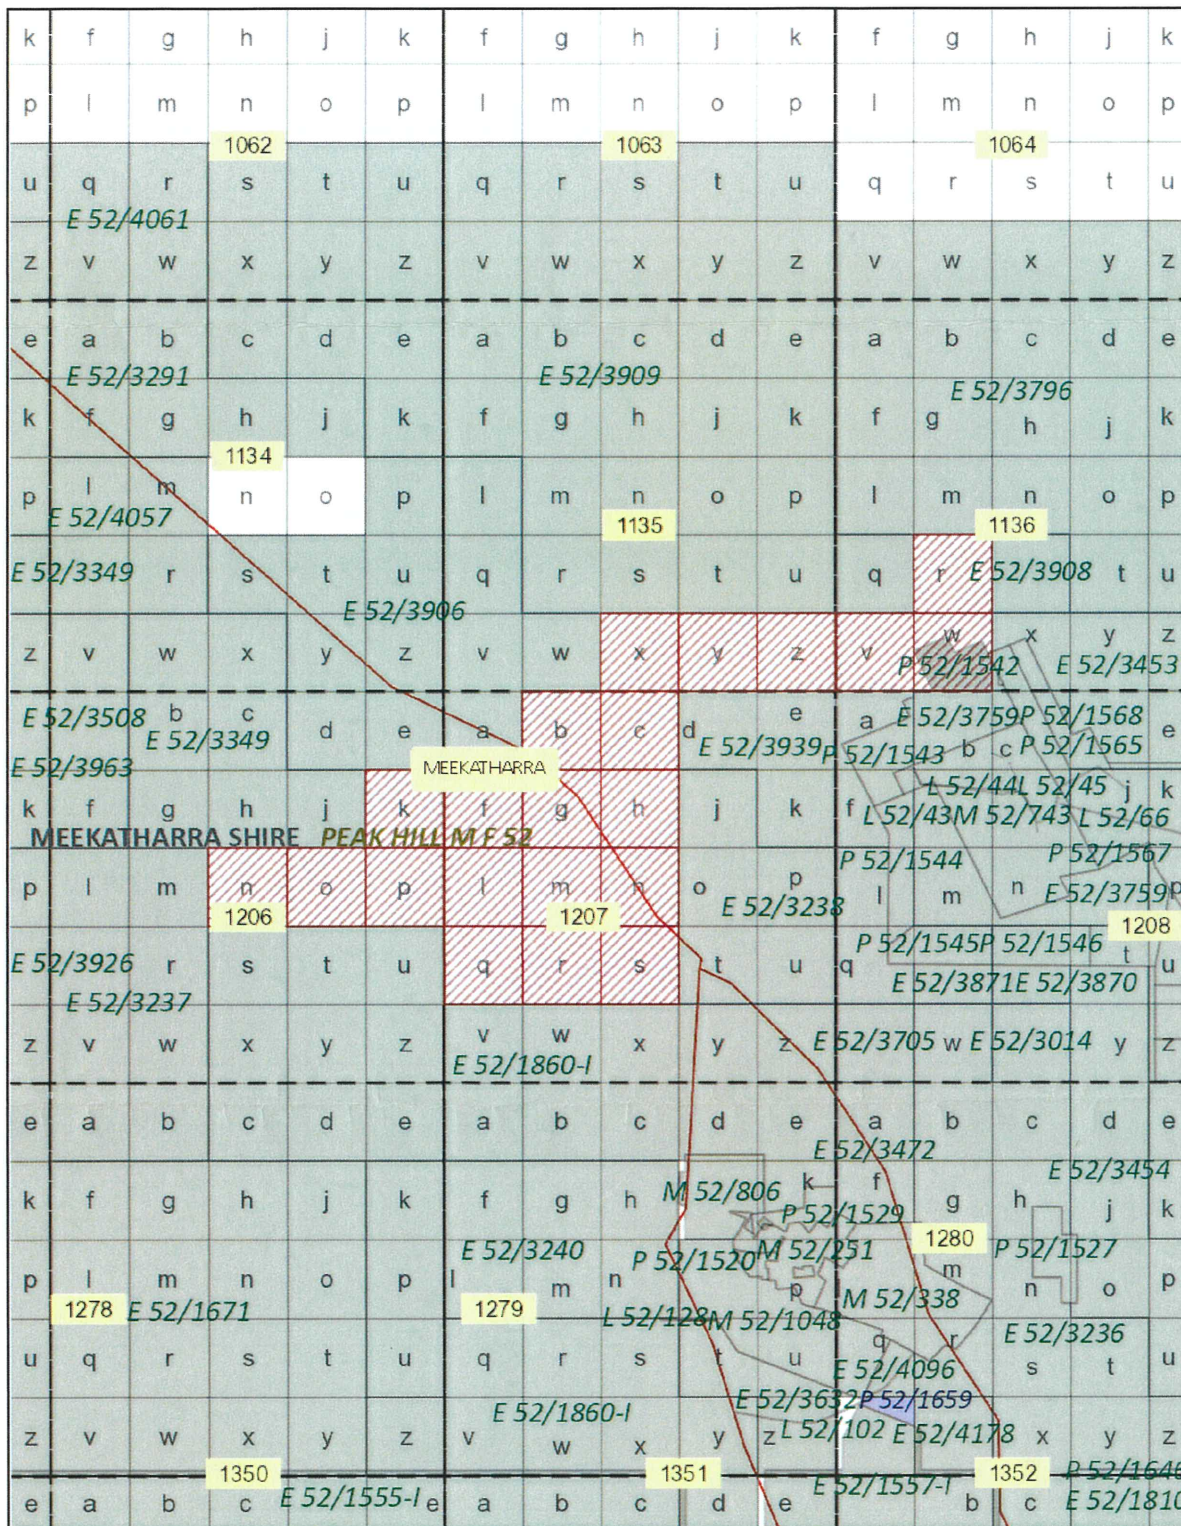 k f g h j k f g h j k f g h j k
p l m n o p l m n o p l m n o p
1062 1063 1064
u q r s t u q r s t u q r s t u
E 52/4061
z v w x y z v w x y z v w x y z
e a b c d e a b c d e a b c d e
E 52/3291 E 52/3909 E 52/3796
k f g h j k f g h j k f g h j k
1134
p l m n o p l m n o p l m n o p
E 52/4057 1135 1136
E 52/3349 r s t u q r s t u q r E 52/3908 t u
E 52/3906
z v w x y z v w x y z v w x y z
P 52/1542 E 52/3453
E 52/3508 b c d e a b c d e a E 52/3759 P 52/1568 e
E 52/3349 E 52/3939 P 52/1543 b c P 52/1565
E 52/3963 MEEKATHARRA
L 52/44 L 52/45 j k
k f g h j k f g h j k f L 52/43 M 52/743 L 52/66
MEEKATHARRA SHIRE PEAK HILL M F 52
P 52/1544 P 52/1567
p l m n o p l m n o p l m n E 52/3759 p
1206 1207 E 52/3238 1208
P 52/1545 P 52/1546
E 52/3926 r s t u q r s t u q t u
E 52/3237 E 52/3871 E 52/3870
z v w x y z v w x y z E 52/3705 w E 52/3014 y z
E 52/1860-I
e a b c d e a b c d e a b c d e
E 52/3472 E 52/3454
k f g h j k f g h M 52/806 k f g h j k
P 52/1529
E 52/3240 P 52/1520 M 52/251 1280 P 52/1527
p l m n o p l m n p m n o p
1278 E 52/1671 1279 M 52/338
L 52/128 M 52/1048 E 52/3236
u q r s t u q r s t u q r s t u
E 52/4096
E 52/3632 P 52/1659
E 52/1860-I
z v w x y z v w x y z L 52/102 E 52/4178 x y z
1350 1351 E 52/1557-I 1352 P 52/1646
e a b c E 52/1555-I e a b c d e b c E 52/1810